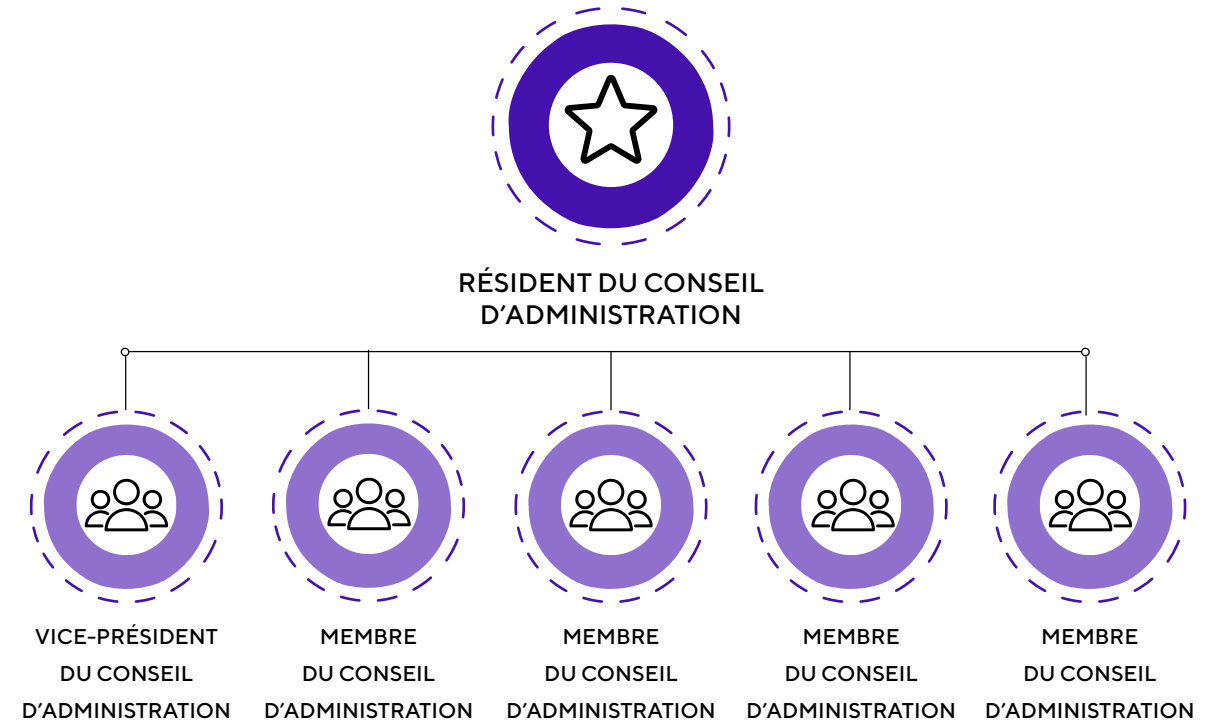 RÉSIDENT DU CONSEIL
D’ADMINISTRATION
VICE-PRÉSIDENT
DU CONSEIL
D’ADMINISTRATION
MEMBRE
DU CONSEIL
D’ADMINISTRATION
MEMBRE
DU CONSEIL
D’ADMINISTRATION
MEMBRE
DU CONSEIL
D’ADMINISTRATION
MEMBRE
DU CONSEIL
D’ADMINISTRATION